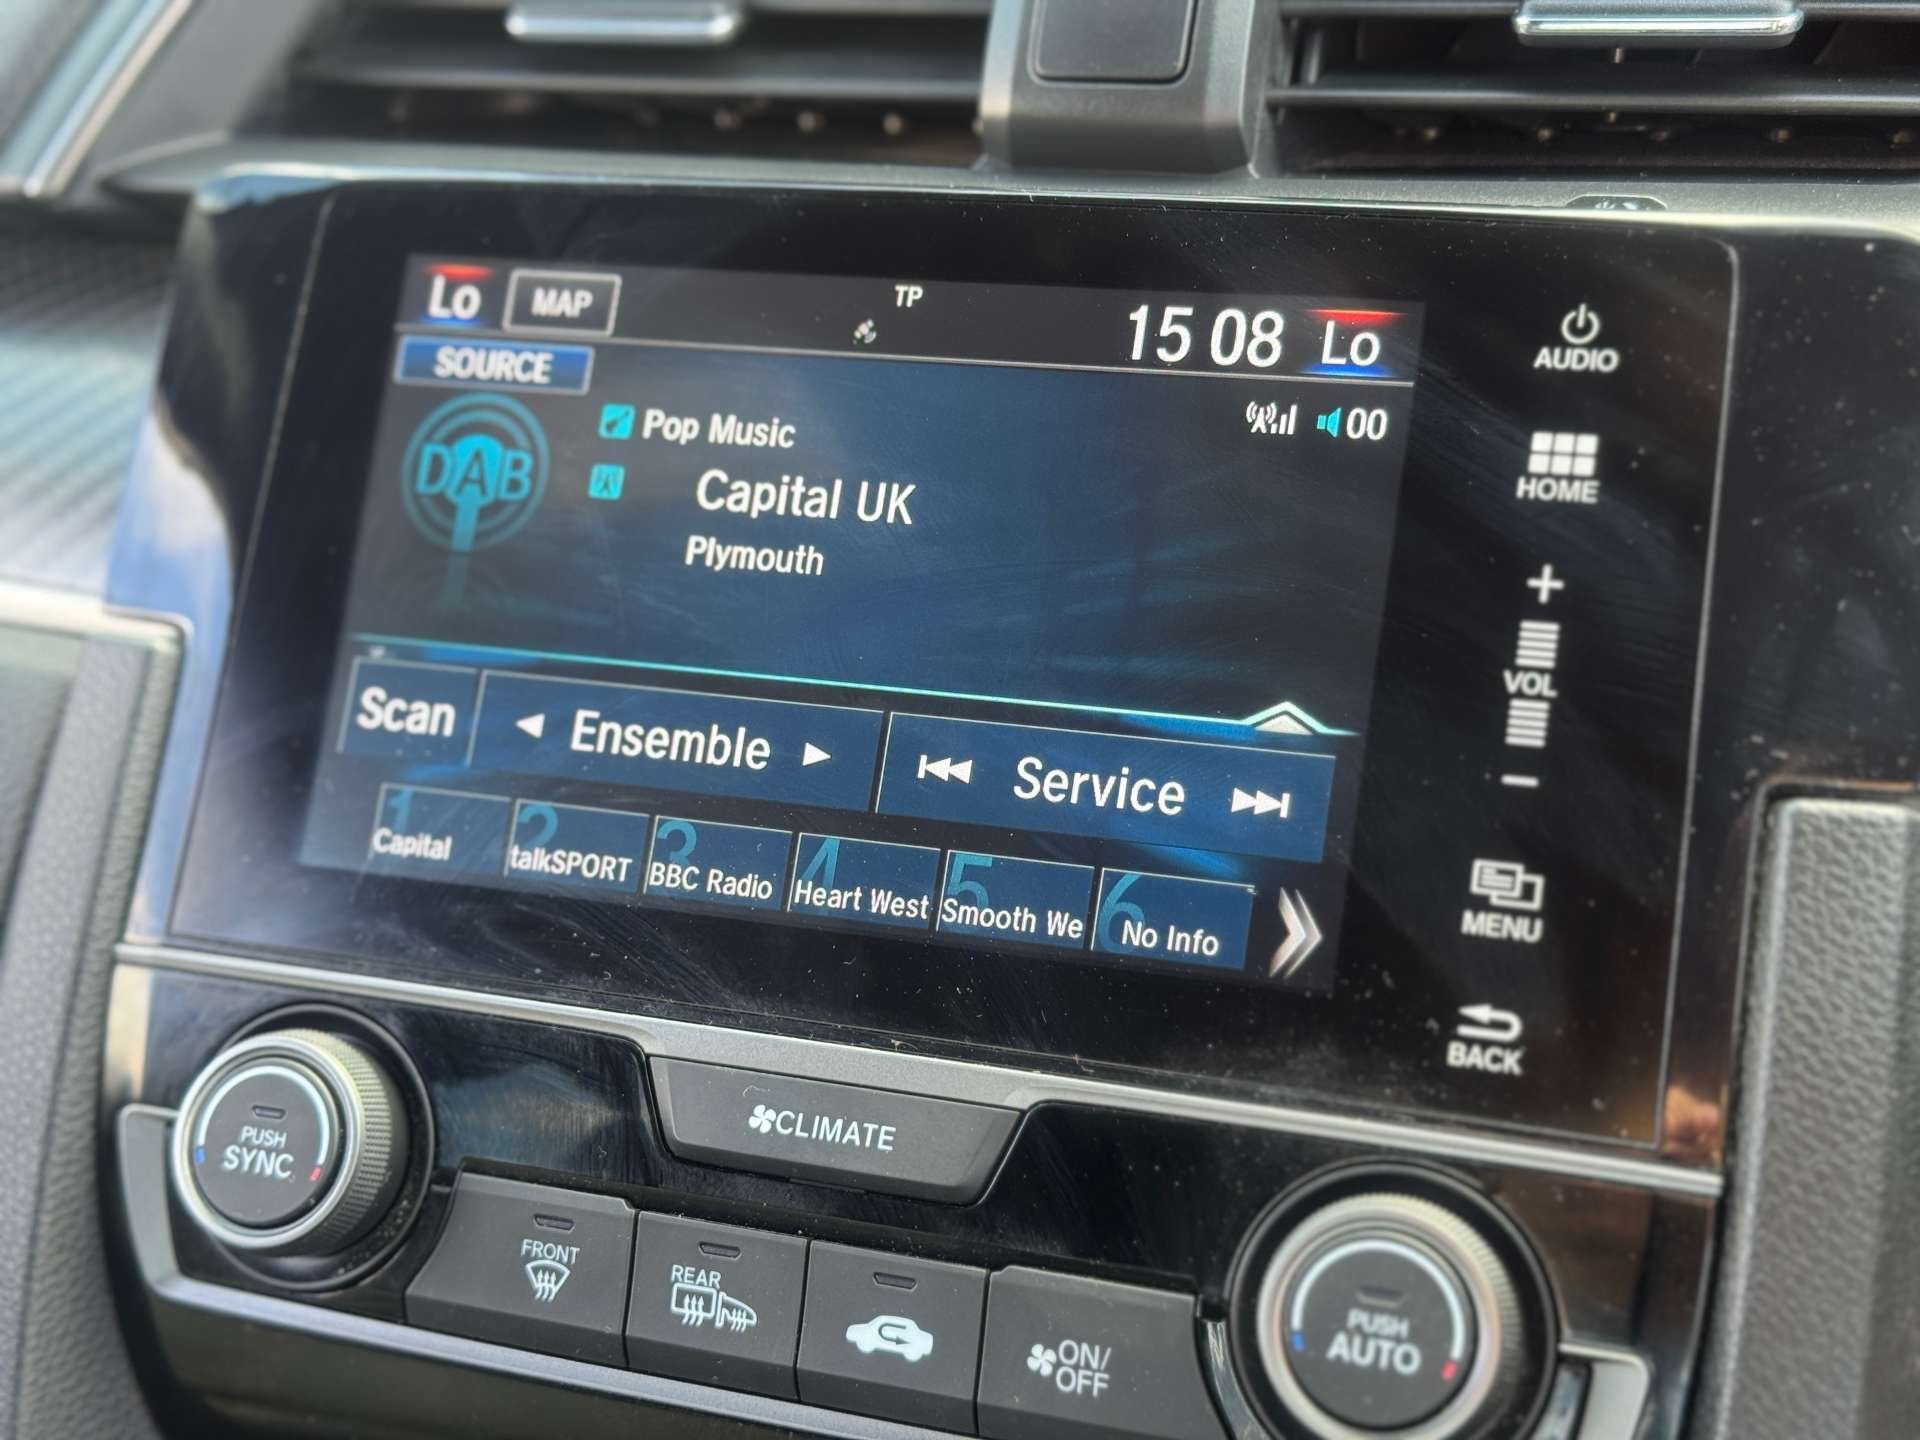 Lo MAP TP 15 08 Lo
SOURCE
DAB
Pop Music
00
Capital UK
Plymouth
Scan Ensemble Service
1 Capital
2 talkSPORT
3 BBC Radio
4 Heart West
5 Smooth We
6 No Info
AUDIO
HOME
+
VOL
-
MENU
BACK
PUSH
SYNC
CLIMATE
FRONT
REAR
ON/
OFF
PUSH
AUTO